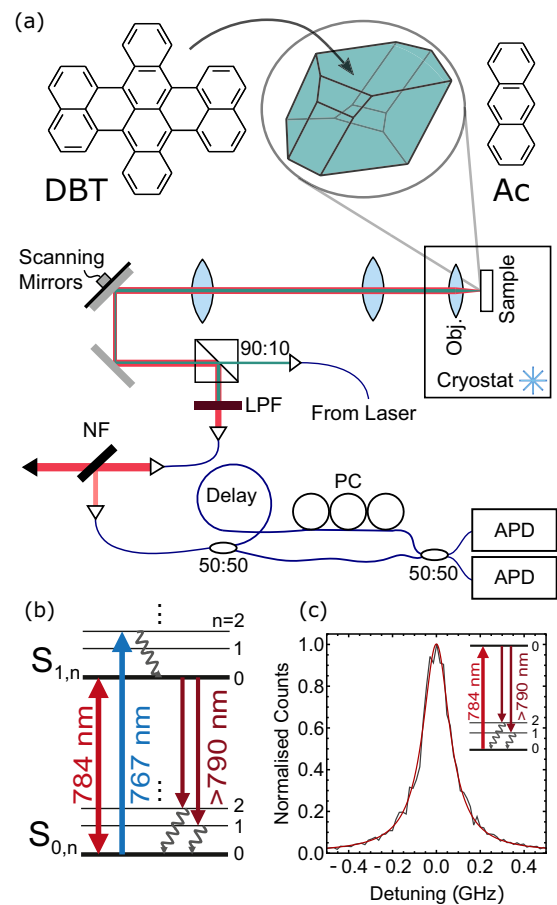 (a)
DBT
Ac
Scanning
Mirrors
90:10
Obj.
Sample
Cryostat
LPF
From Laser
NF
Delay
PC
50:50
50:50
APD
APD
(b)
n=2
1
0
S1,n
784 nm
767 nm
>790 nm
2
1
0
S0,n
(c)
Normalised Counts
1.0
0.8
0.6
0.4
0.2
0.0
-0.4 -0.2 0.0 0.2 0.4
Detuning (GHz)
784 nm
>790 nm
0
2
1
0